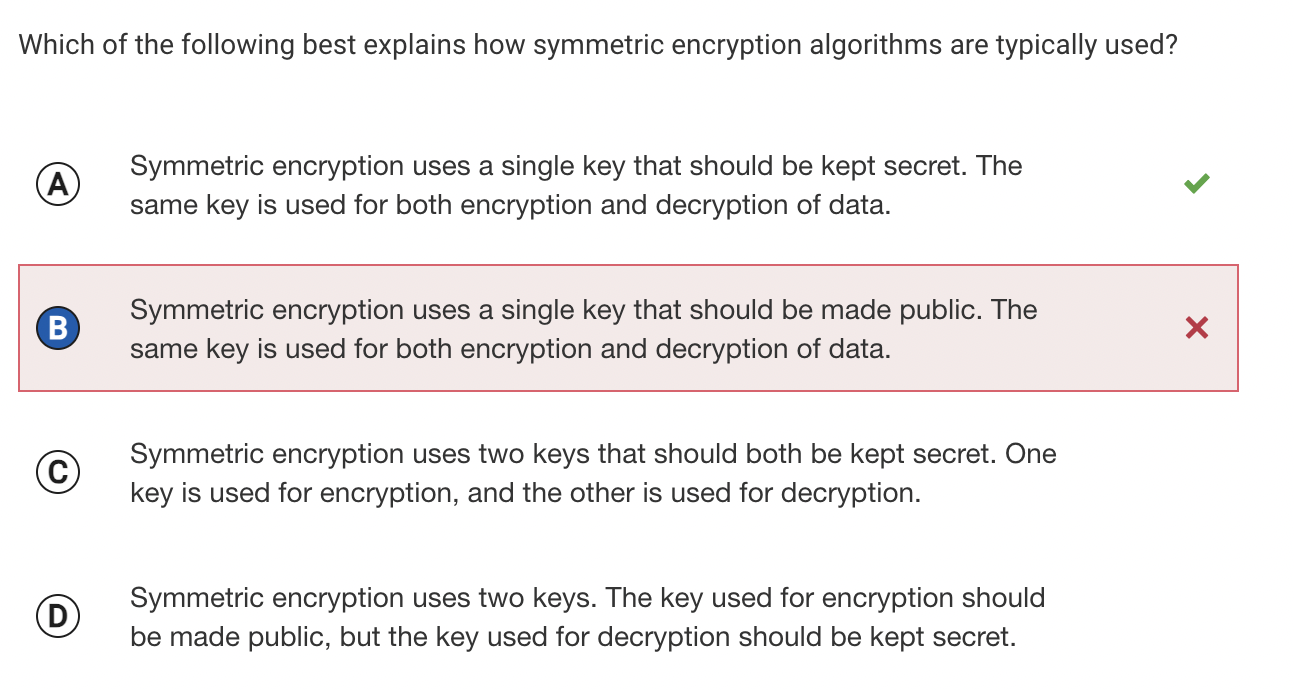 Which of the following best explains how symmetric encryption algorithms are typically used?
A
Symmetric encryption uses a single key that should be kept secret. The
same key is used for both encryption and decryption of data.
B
Symmetric encryption uses a single key that should be made public. The
same key is used for both encryption and decryption of data.
C
Symmetric encryption uses two keys that should both be kept secret. One
key is used for encryption, and the other is used for decryption.
D
Symmetric encryption uses two keys. The key used for encryption should
be made public, but the key used for decryption should be kept secret.